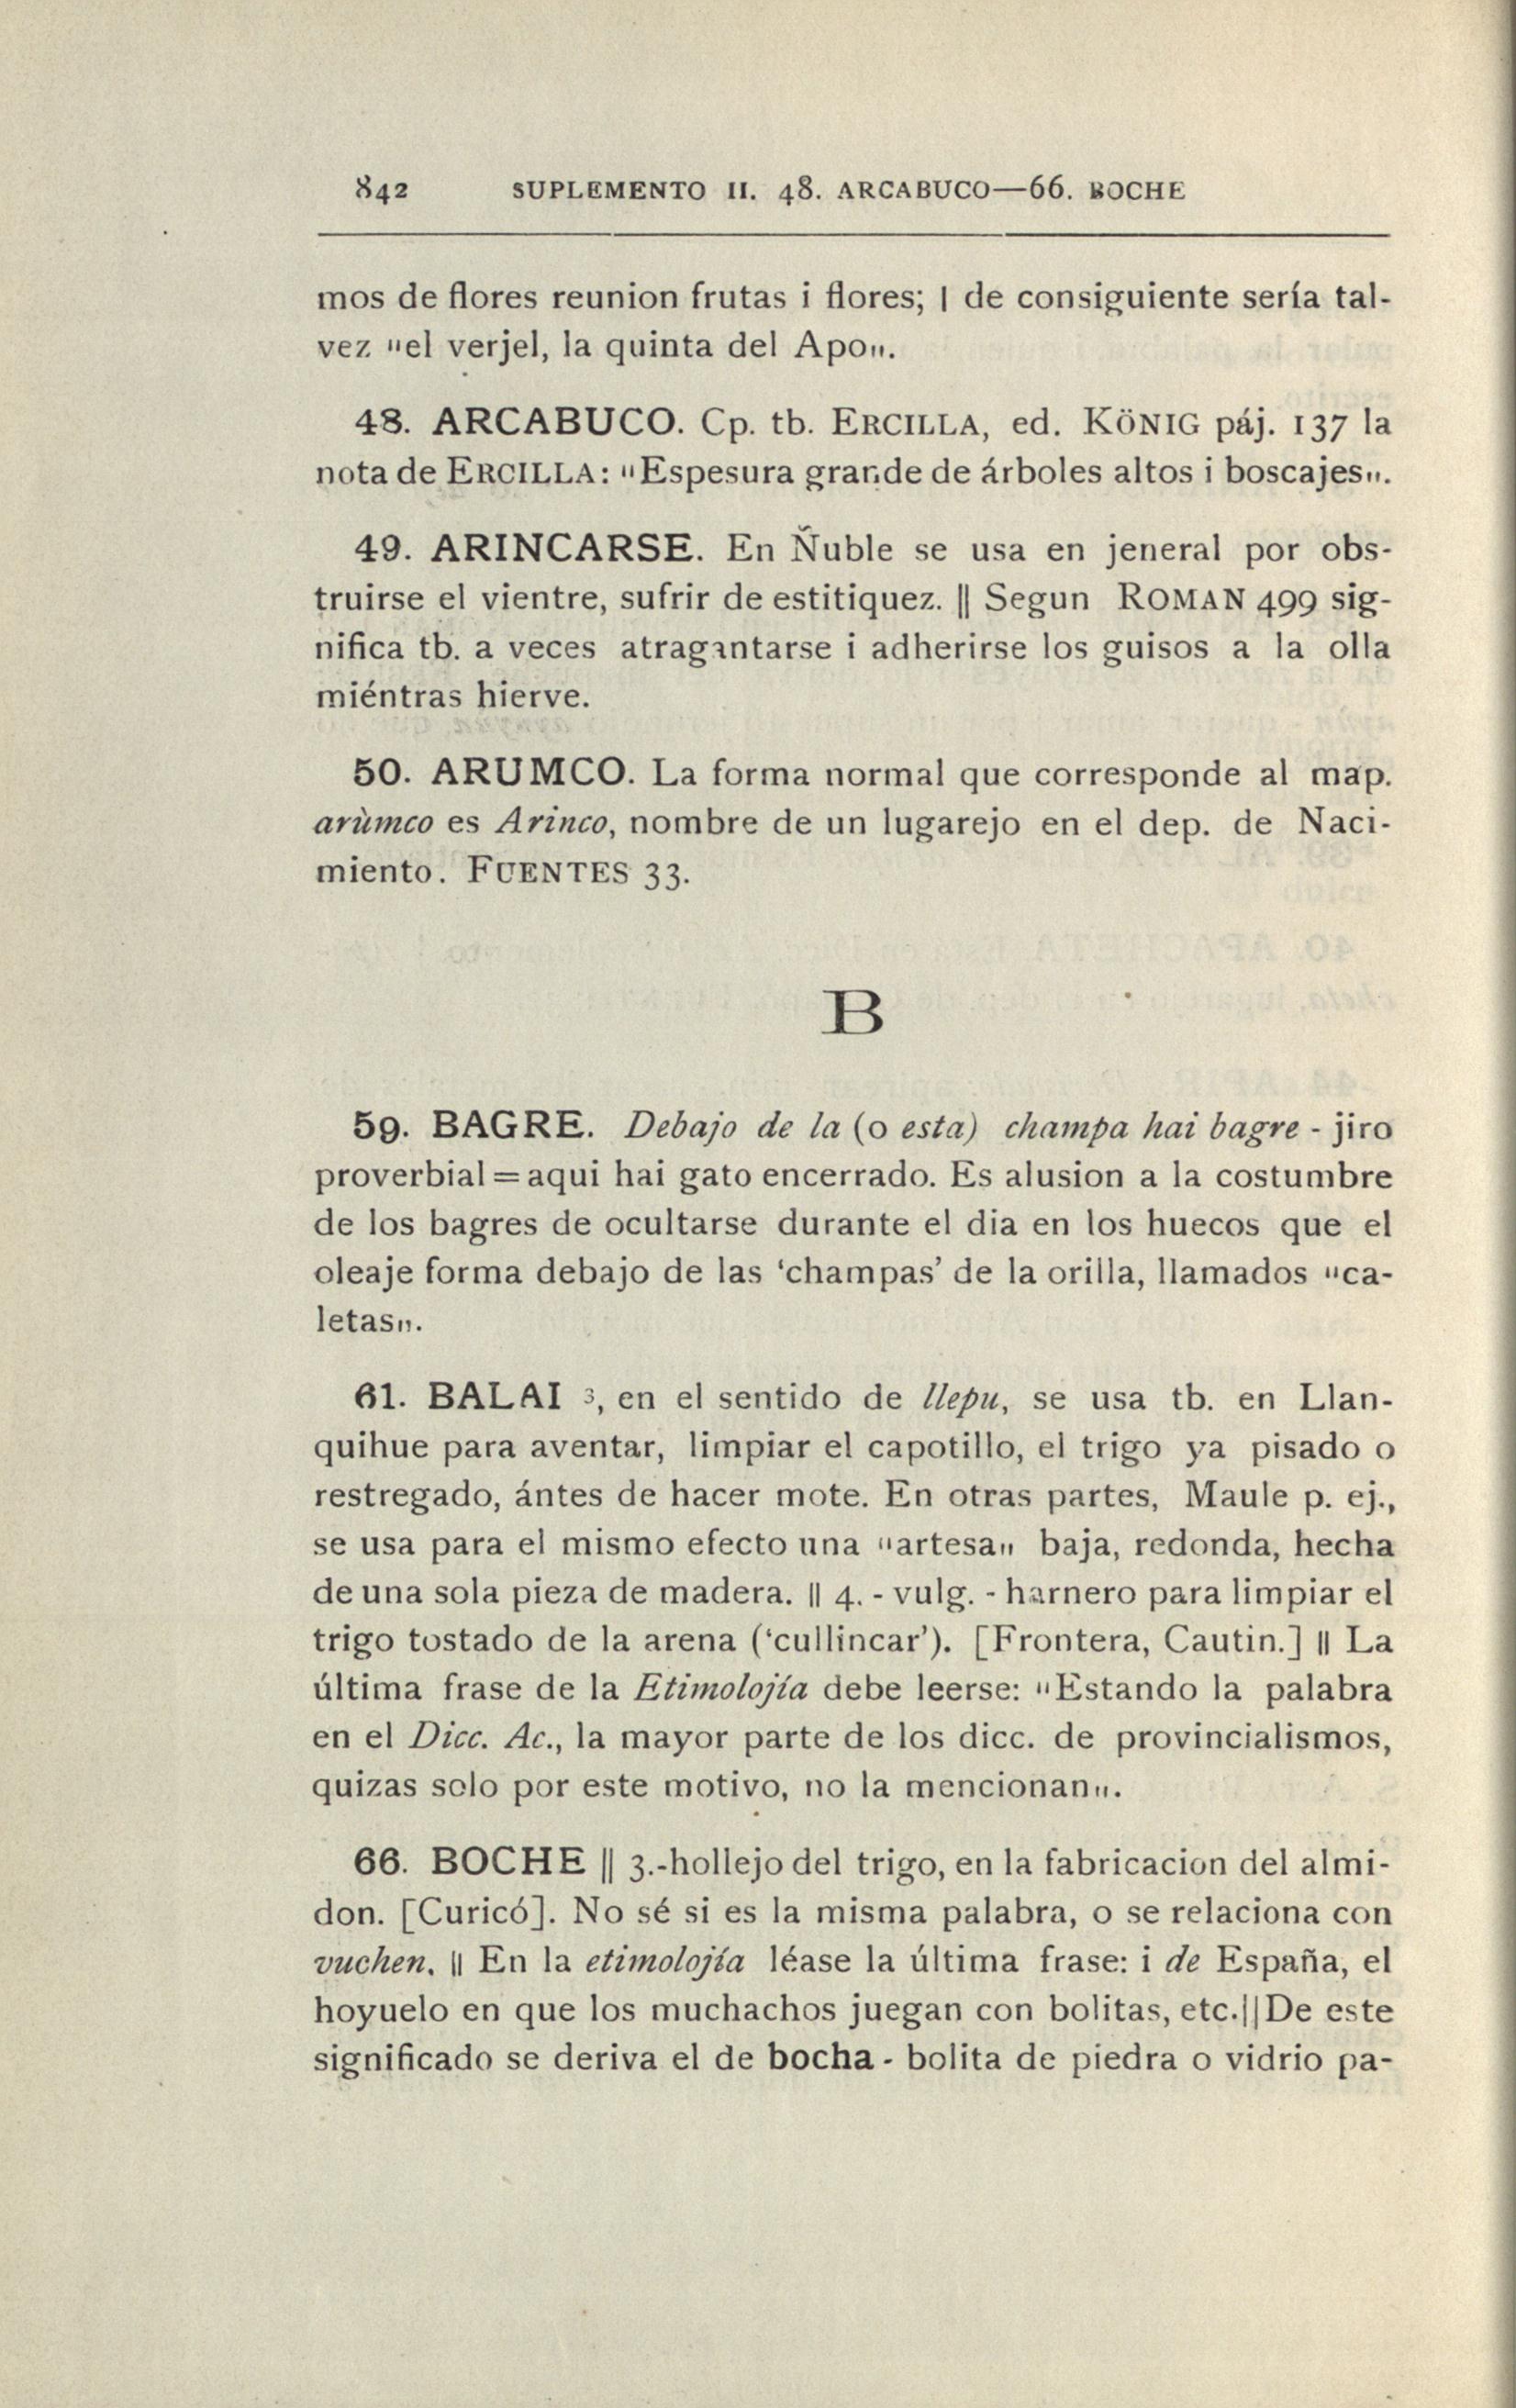 842 SUPLEMENTO II. 48. ARCABUCO—66. BOCHE
mos de flores reunion frutas i flores; | de consiguiente sería tal-
vez "el verjel, la quinta del Apo".
48. ARCABUCO. Cp. tb. ERCILLA, ed. KÖNIG páj. 137 la
nota de ERCILLA: "Espesura grande de árboles altos i boscajes".
49. ARINCARSE. En Ñuble se usa en jeneral por obs-
truirse el vientre, sufrir de estitiquez. || Segun ROMAN 499 sig-
nifica tb. a veces atragantarse i adherirse los guisos a la olla
miéntras hierve.
50. ARUMCO. La forma normal que corresponde al map.
arùmco es Arinco, nombre de un lugarejo en el dep. de Naci-
miento. FUENTES 33.
B
59. BAGRE. Debajo de la (o esta) champa hai bagre - jiro
proverbial = aqui hai gato encerrado. Es alusion a la costumbre
de los bagres de ocultarse durante el dia en los huecos que el
oleaje forma debajo de las ‘champas’ de la orilla, llamados "ca-
letas".
61. BALAI 3, en el sentido de llepu, se usa tb. en Llan-
quihue para aventar, limpiar el capotillo, el trigo ya pisado o
restregado, ántes de hacer mote. En otras partes, Maule p. ej.,
se usa para el mismo efecto una "artesa" baja, redonda, hecha
de una sola pieza de madera. || 4. - vulg. - harnero para limpiar el
trigo tostado de la arena (‘cullincar’). [Frontera, Cautin.] || La
última frase de la Etimolojía debe leerse: "Estando la palabra
en el Dicc. Ac., la mayor parte de los dicc. de provincialismos,
quizas solo por este motivo, no la mencionan".
66. BOCHE || 3.-hollejo del trigo, en la fabricacion del almi-
don. [Curicó]. No sé si es la misma palabra, o se relaciona con
vuchen. || En la etimolojía léase la última frase: i de España, el
hoyuelo en que los muchachos juegan con bolitas, etc.||De este
significado se deriva el de bocha - bolita de piedra o vidrio pa-